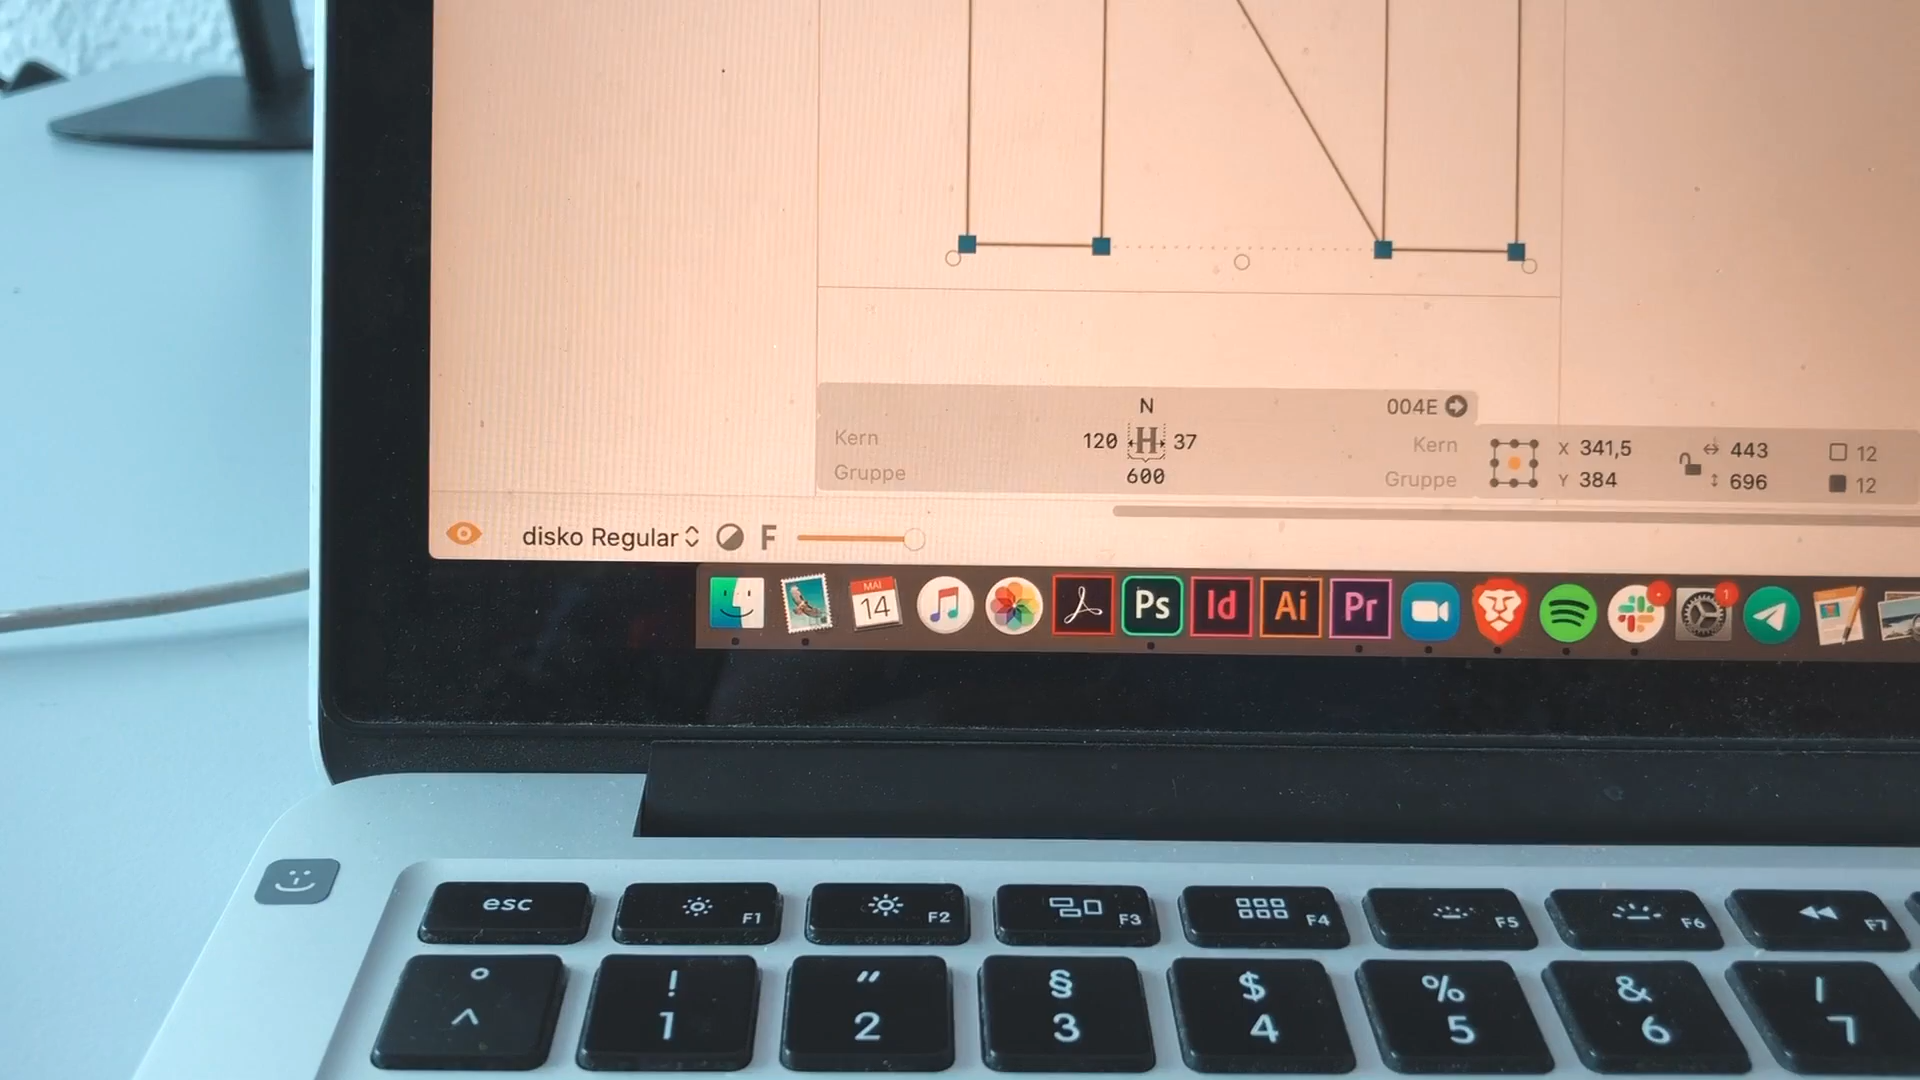 N
004E
Kern
120 H 37
Kern
Gruppe
600
Gruppe
X 341,5
443
12
Y 384
696
12
disko Regular
F
MAI
14
Ps
Id
Ai
Pr
1
esc
F1
F2
F3
F4
F5
F6
F7
° ! " § $ % & /
^ 1 2 3 4 5 6 7